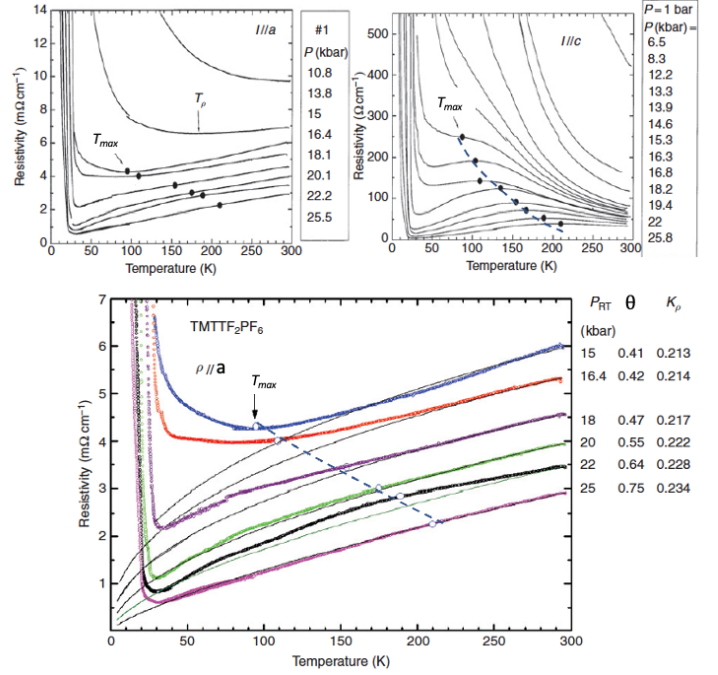 14
12
10
8
6
4
2
0
0 50 100 150 200 250 300
Resistivity (mΩ cm⁻¹)
Temperature (K)
I//a
Tρ
Tmax
#1
P (kbar)
10.8
13.8
15
16.4
18.1
20.1
22.2
25.5
500
400
300
200
100
0
0 50 100 150 200 250 300
Resistivity (Ωcm⁻¹)
Temperature (K)
I//c
Tmax
P = 1 bar
P (kbar) =
6.5
8.3
12.2
13.3
13.9
14.6
15.3
16.3
16.8
18.2
19.4
22
25.8
7
6
5
4
3
2
1
0 50 100 150 200 250 300
Resistivity (mΩ cm⁻¹)
Temperature (K)
TMTTF₂PF₆
ρ // a
Tmax
PRT θ Kρ
(kbar)
15 0.41 0.213
16.4 0.42 0.214
18 0.47 0.217
20 0.55 0.222
22 0.64 0.228
25 0.75 0.234